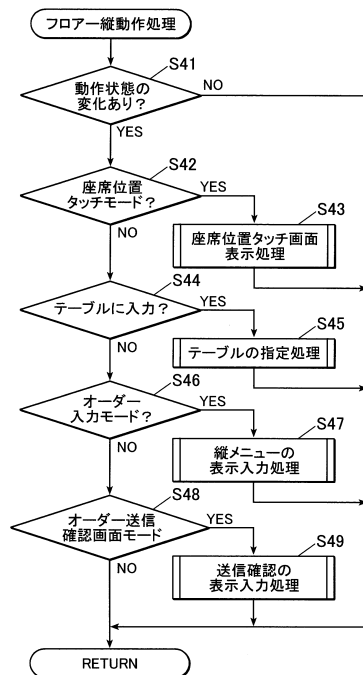 フロアー縦動作処理
S41
動作状態の
変化あり？
NO
YES
S42
座席位置
タッチモード？
YES
NO
S43
座席位置タッチ画面
表示処理
S44
テーブルに入力？
YES
NO
S45
テーブルの指定処理
S46
オーダー
入力モード？
YES
NO
S47
縦メニューの
表示入力処理
S48
オーダー送信
確認画面モード
YES
NO
S49
送信確認の
表示入力処理
RETURN